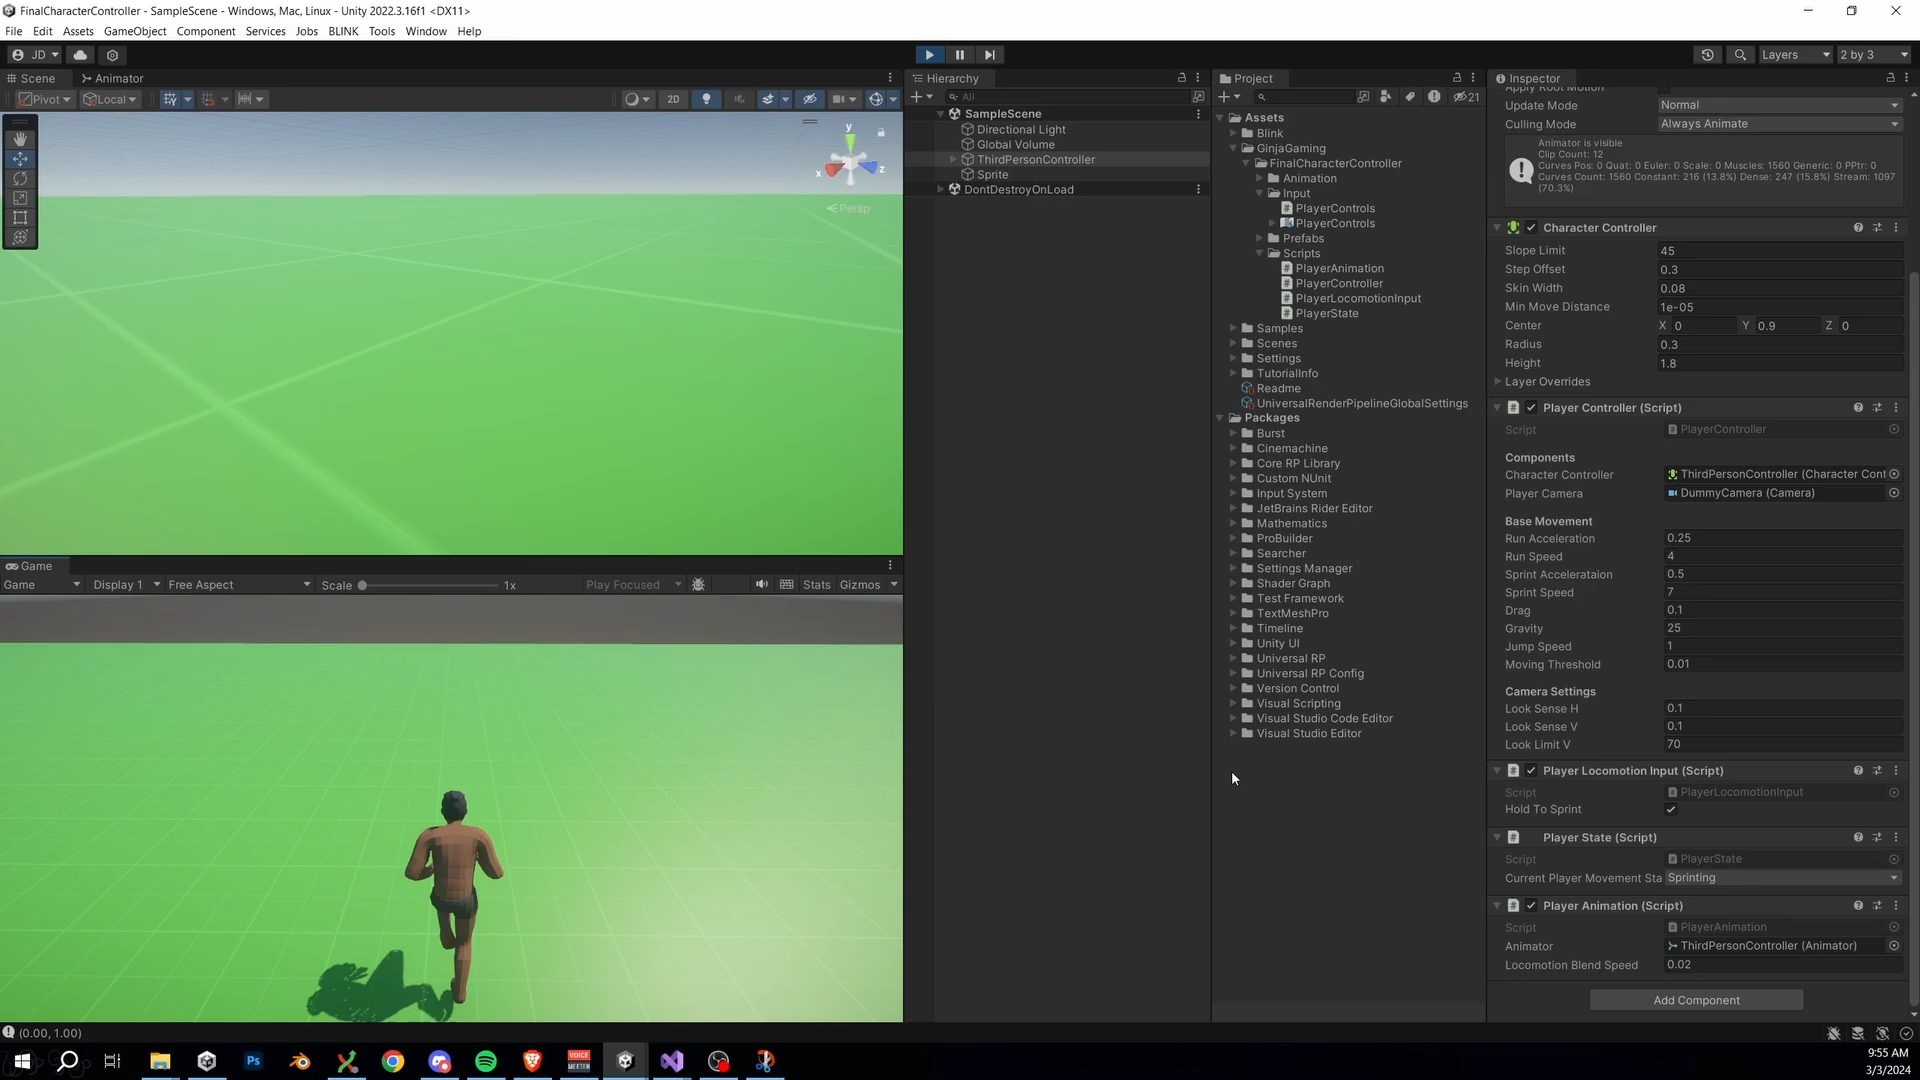 FinalCharacterController - SampleScene - Windows, Mac, Linux - Unity 2022.3.16f1 <DX11>
File Edit Assets GameObject Component Services Jobs BLINK Tools Window Help
JD Layers 2 by 3
Scene Animator
Pivot Local 2D
y
x z
Persp
Game
Game Display 1 Free Aspect Scale 1x Play Focused Stats Gizmos
Hierarchy
All
SampleScene
Directional Light
Global Volume
ThirdPersonController
Sprite
DontDestroyOnLoad
Project
21
Assets
Blink
GinjaGaming
FinalCharacterController
Animation
Input
PlayerControls
PlayerControls
Prefabs
Scripts
PlayerAnimation
PlayerController
PlayerLocomotionInput
PlayerState
Samples
Scenes
Settings
TutorialInfo
Readme
UniversalRenderPipelineGlobalSettings
Packages
Burst
Cinemachine
Core RP Library
Custom NUnit
Input System
JetBrains Rider Editor
Mathematics
ProBuilder
Searcher
Settings Manager
Shader Graph
Test Framework
TextMeshPro
Timeline
Unity UI
Universal RP
Universal RP Config
Version Control
Visual Scripting
Visual Studio Code Editor
Visual Studio Editor
Inspector
Apply Root Motion
Update Mode Normal
Culling Mode Always Animate
Animator is visible
Clip Count: 12
Curves Pos: 0 Quat: 0 Euler: 0 Scale: 0 Muscles: 1560 Generic: 0 PPtr: 0
Curves Count: 1560 Constant: 216 (13.8%) Dense: 247 (15.8%) Stream: 1097
(70.3%)
Character Controller
Slope Limit 45
Step Offset 0.3
Skin Width 0.08
Min Move Distance 1e-05
Center X 0 Y 0.9 Z 0
Radius 0.3
Height 1.8
Layer Overrides
Player Controller (Script)
Script PlayerController
Components
Character Controller ThirdPersonController (Character Cont
Player Camera DummyCamera (Camera)
Base Movement
Run Acceleration 0.25
Run Speed 4
Sprint Accelerataion 0.5
Sprint Speed 7
Drag 0.1
Gravity 25
Jump Speed 1
Moving Threshold 0.01
Camera Settings
Look Sense H 0.1
Look Sense V 0.1
Look Limit V 70
Player Locomotion Input (Script)
Script PlayerLocomotionInput
Hold To Sprint
Player State (Script)
Script PlayerState
Current Player Movement Sta Sprinting
Player Animation (Script)
Script PlayerAnimation
Animator ThirdPersonController (Animator)
Locomotion Blend Speed 0.02
Add Component
(0.00, 1.00)
Ps
VOICE
MEETER
9:55 AM
3/3/2024